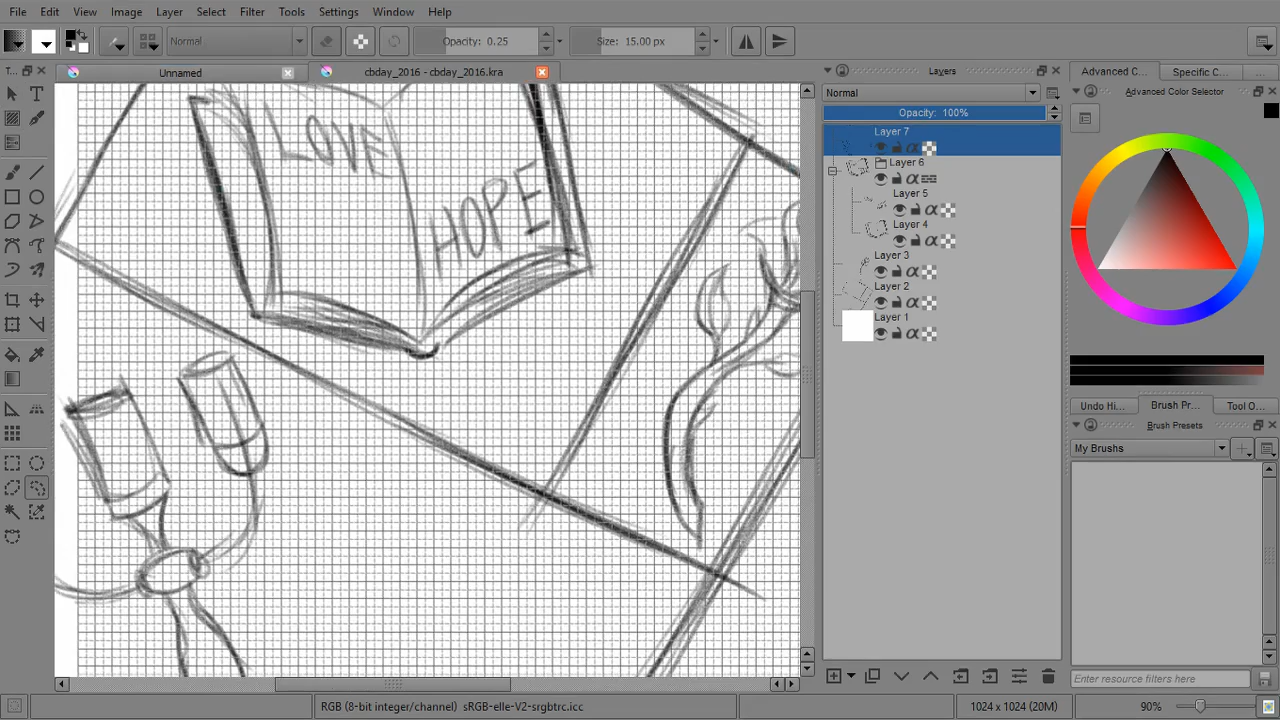 File Edit View Image Layer Select Filter Tools Settings Window Help
Normal Opacity: 0.25 Size: 15.00 px
T... Unnamed cbday_2016 - cbday_2016.kra Layers Advanced C... Specific C... ...
Normal Advanced Color Selector
Opacity: 100%
Layer 7
Layer 6
Layer 5
Layer 4
Layer 3
Layer 2
Layer 1
LOVE
HOPE
Undo Hi... Brush Pr... Tool O...
Brush Presets
My Brushes
Enter resource filters here
RGB (8-bit integer/channel) sRGB-elle-V2-srgbtrc.icc 1024 x 1024 (20M) 90%